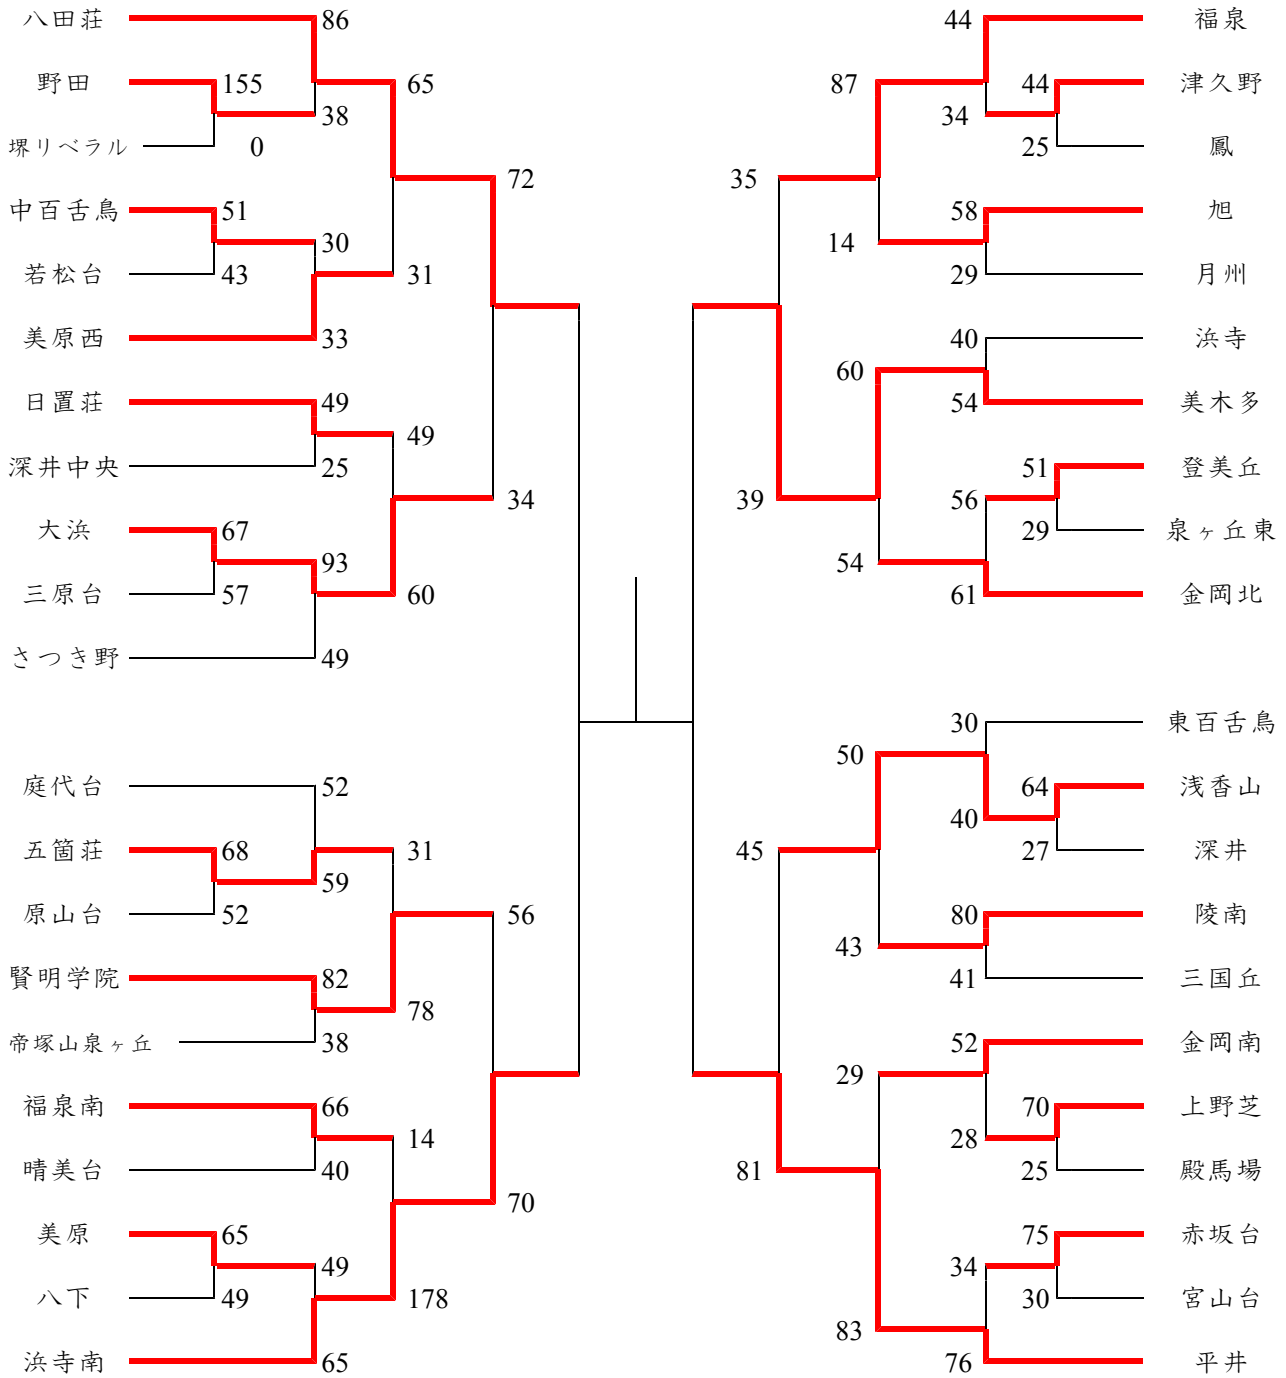 八田荘 86 44 福泉
野田 155 65 87 44 津久野
38 34
堺リベラル 0 25 鳳
72 35
中百舌鳥 51 58 旭
30 14
若松台 43 31 29 月州
美原西 33 40 浜寺
60
日置荘 49 54 美木多
49
深井中央 25 51 登美丘
34 39 56
大浜 67 29 泉ヶ丘東
93 54
三原台 57 60 61 金岡北
さつき野 49
30 東百舌鳥
50
庭代台 52 64 浅香山
40
五箇荘 68 31 45 27 深井
59
原山台 52 56 80 陵南
43
賢明学院 82 41 三国丘
78
帝塚山泉ヶ丘 38 52 金岡南
29
福泉南 66 70 上野芝
14 28
晴美台 40 81 25 殿馬場
70
美原 65 75 赤坂台
49 34
八下 49 178 30 宮山台
83
浜寺南 65 76 平井